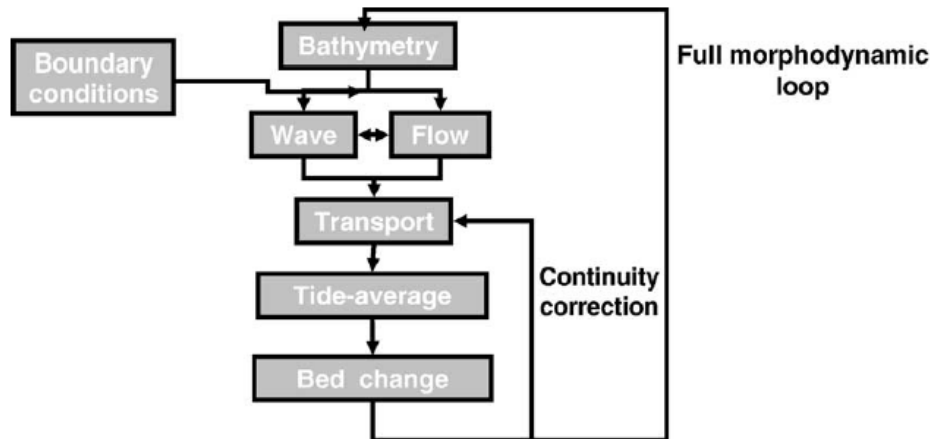 Bathymetry
Full morphodynamic
loop
Boundary
conditions
Wave
Flow
Transport
Continuity
correction
Tide-average
Bed change